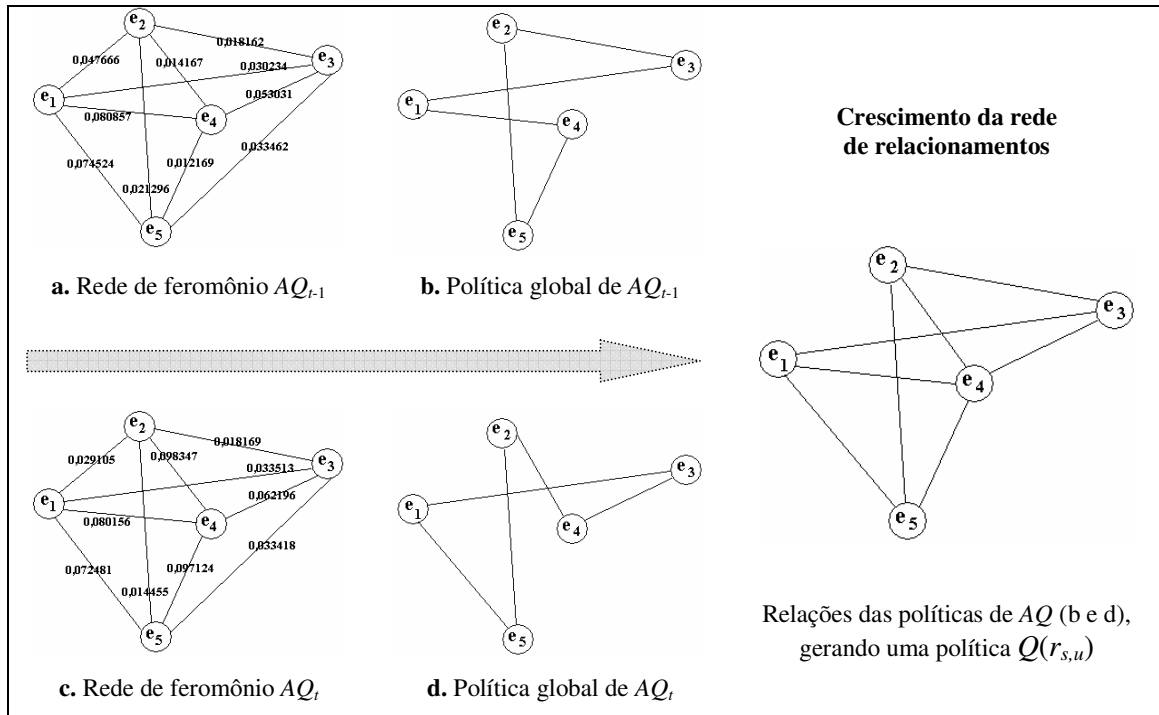 e2
0,018162
e3
0,047666
0,014167
0,030234
0,053031
e1
0,080857
e4
0,033462
0,074524
0,012169
0,021296
e5
a. Rede de feromônio AQt-1
e2
e3
e1
e4
e5
b. Política global de AQt-1
Crescimento da rede
de relacionamentos
e2
0,018169
e3
0,029105
0,098347
0,033513
0,062196
e1
0,080156
e4
0,033418
0,072481
0,097124
0,014455
e5
c. Rede de feromônio AQt
e2
e3
e1
e4
e5
d. Política global de AQt
e2
e3
e1
e4
e5
Relações das políticas de AQ (b e d),
gerando uma política Q(rs,u)